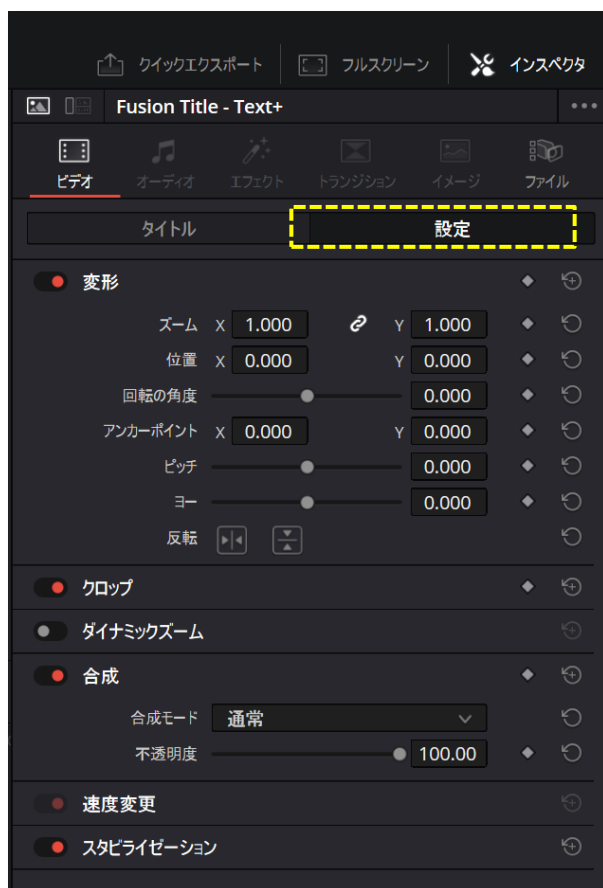 クイックエクスポート フルスクリーン インスペクタ
Fusion Title - Text+
ビデオ オーディオ エフェクト トランジション イメージ ファイル
タイトル 設定
変形
ズーム X 1.000 Y 1.000
位置 X 0.000 Y 0.000
回転の角度 0.000
アンカーポイント X 0.000 Y 0.000
ピッチ 0.000
ヨー 0.000
反転
クロップ
ダイナミックズーム
合成
合成モード 通常
不透明度 100.00
速度変更
スタビライゼーション